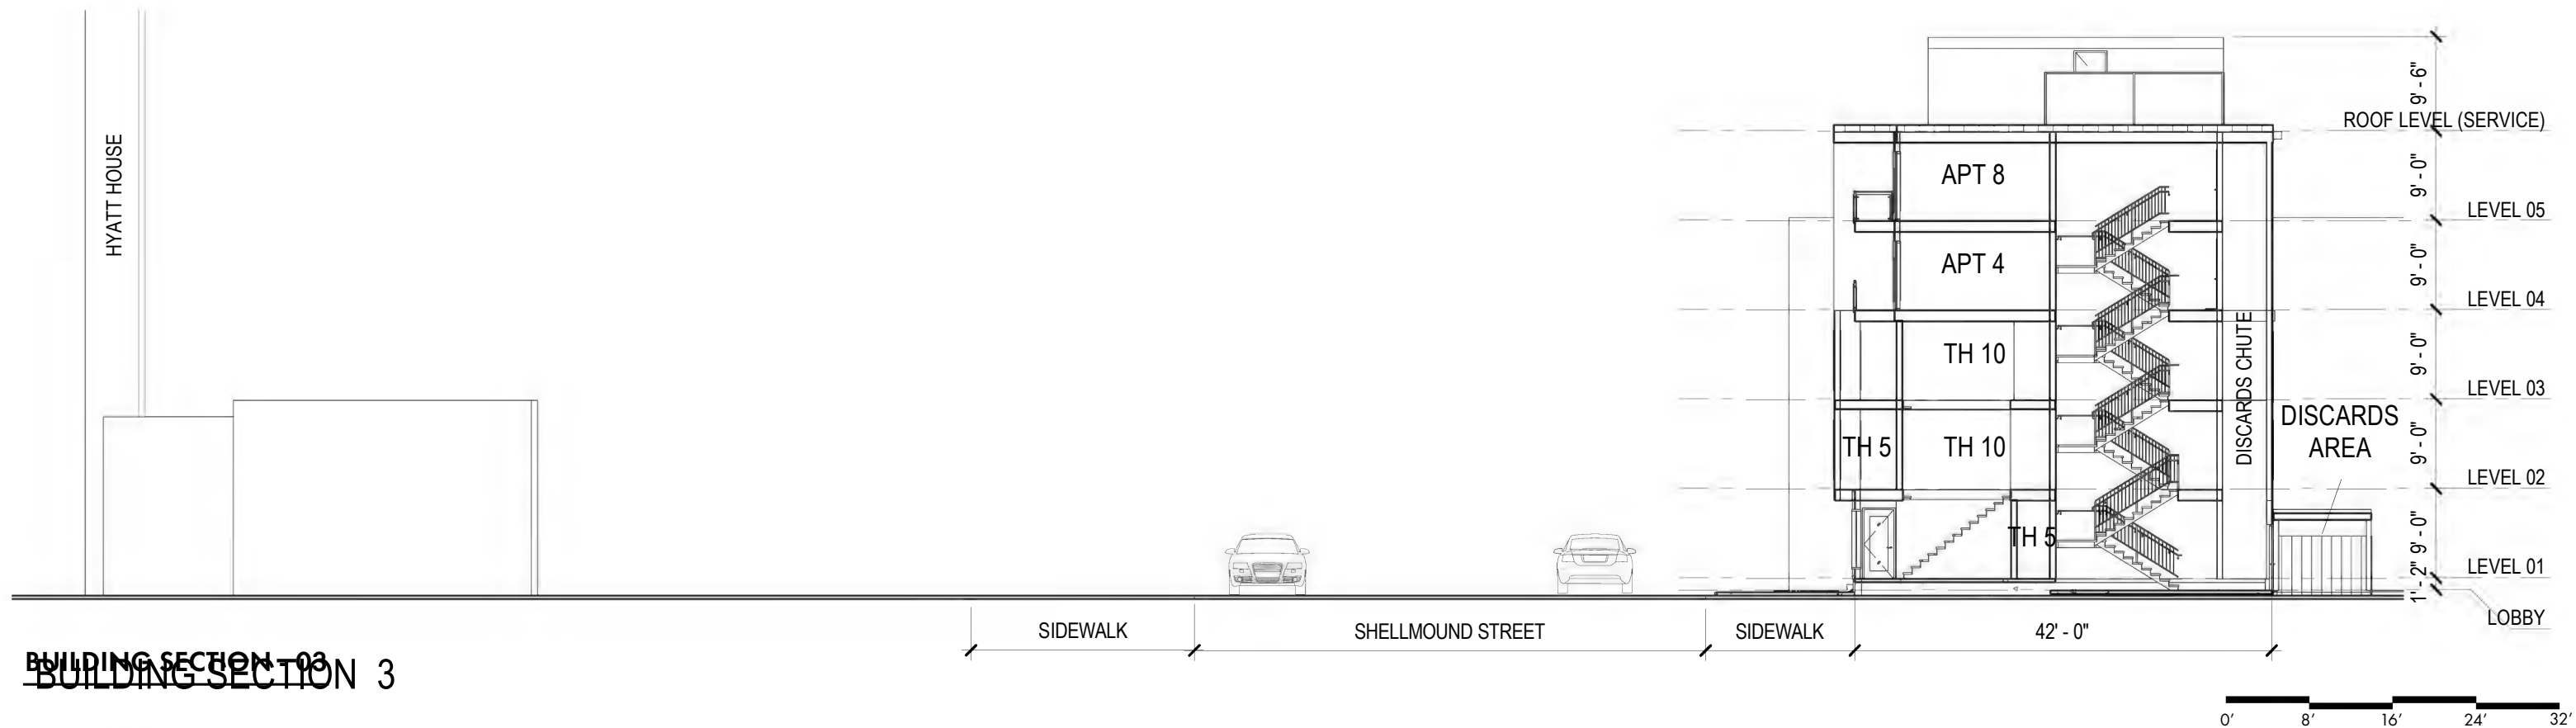 HYATT HOUSE
9' - 6"
ROOF LEVEL (SERVICE)
9' - 0"
APT 8
LEVEL 05
9' - 0"
APT 4
LEVEL 04
9' - 0"
TH 10
DISCARDS CHUTE
LEVEL 03
DISCARDS
AREA
9' - 0"
TH 5
TH 10
LEVEL 02
9' - 0"
TH 5
LEVEL 01
1' - 2"
LOBBY
SIDEWALK
SHELLMOUND STREET
SIDEWALK
42' - 0"
BUILDING SECTION - 03
BUILDING SECTION 3
0' 8' 16' 24' 32'